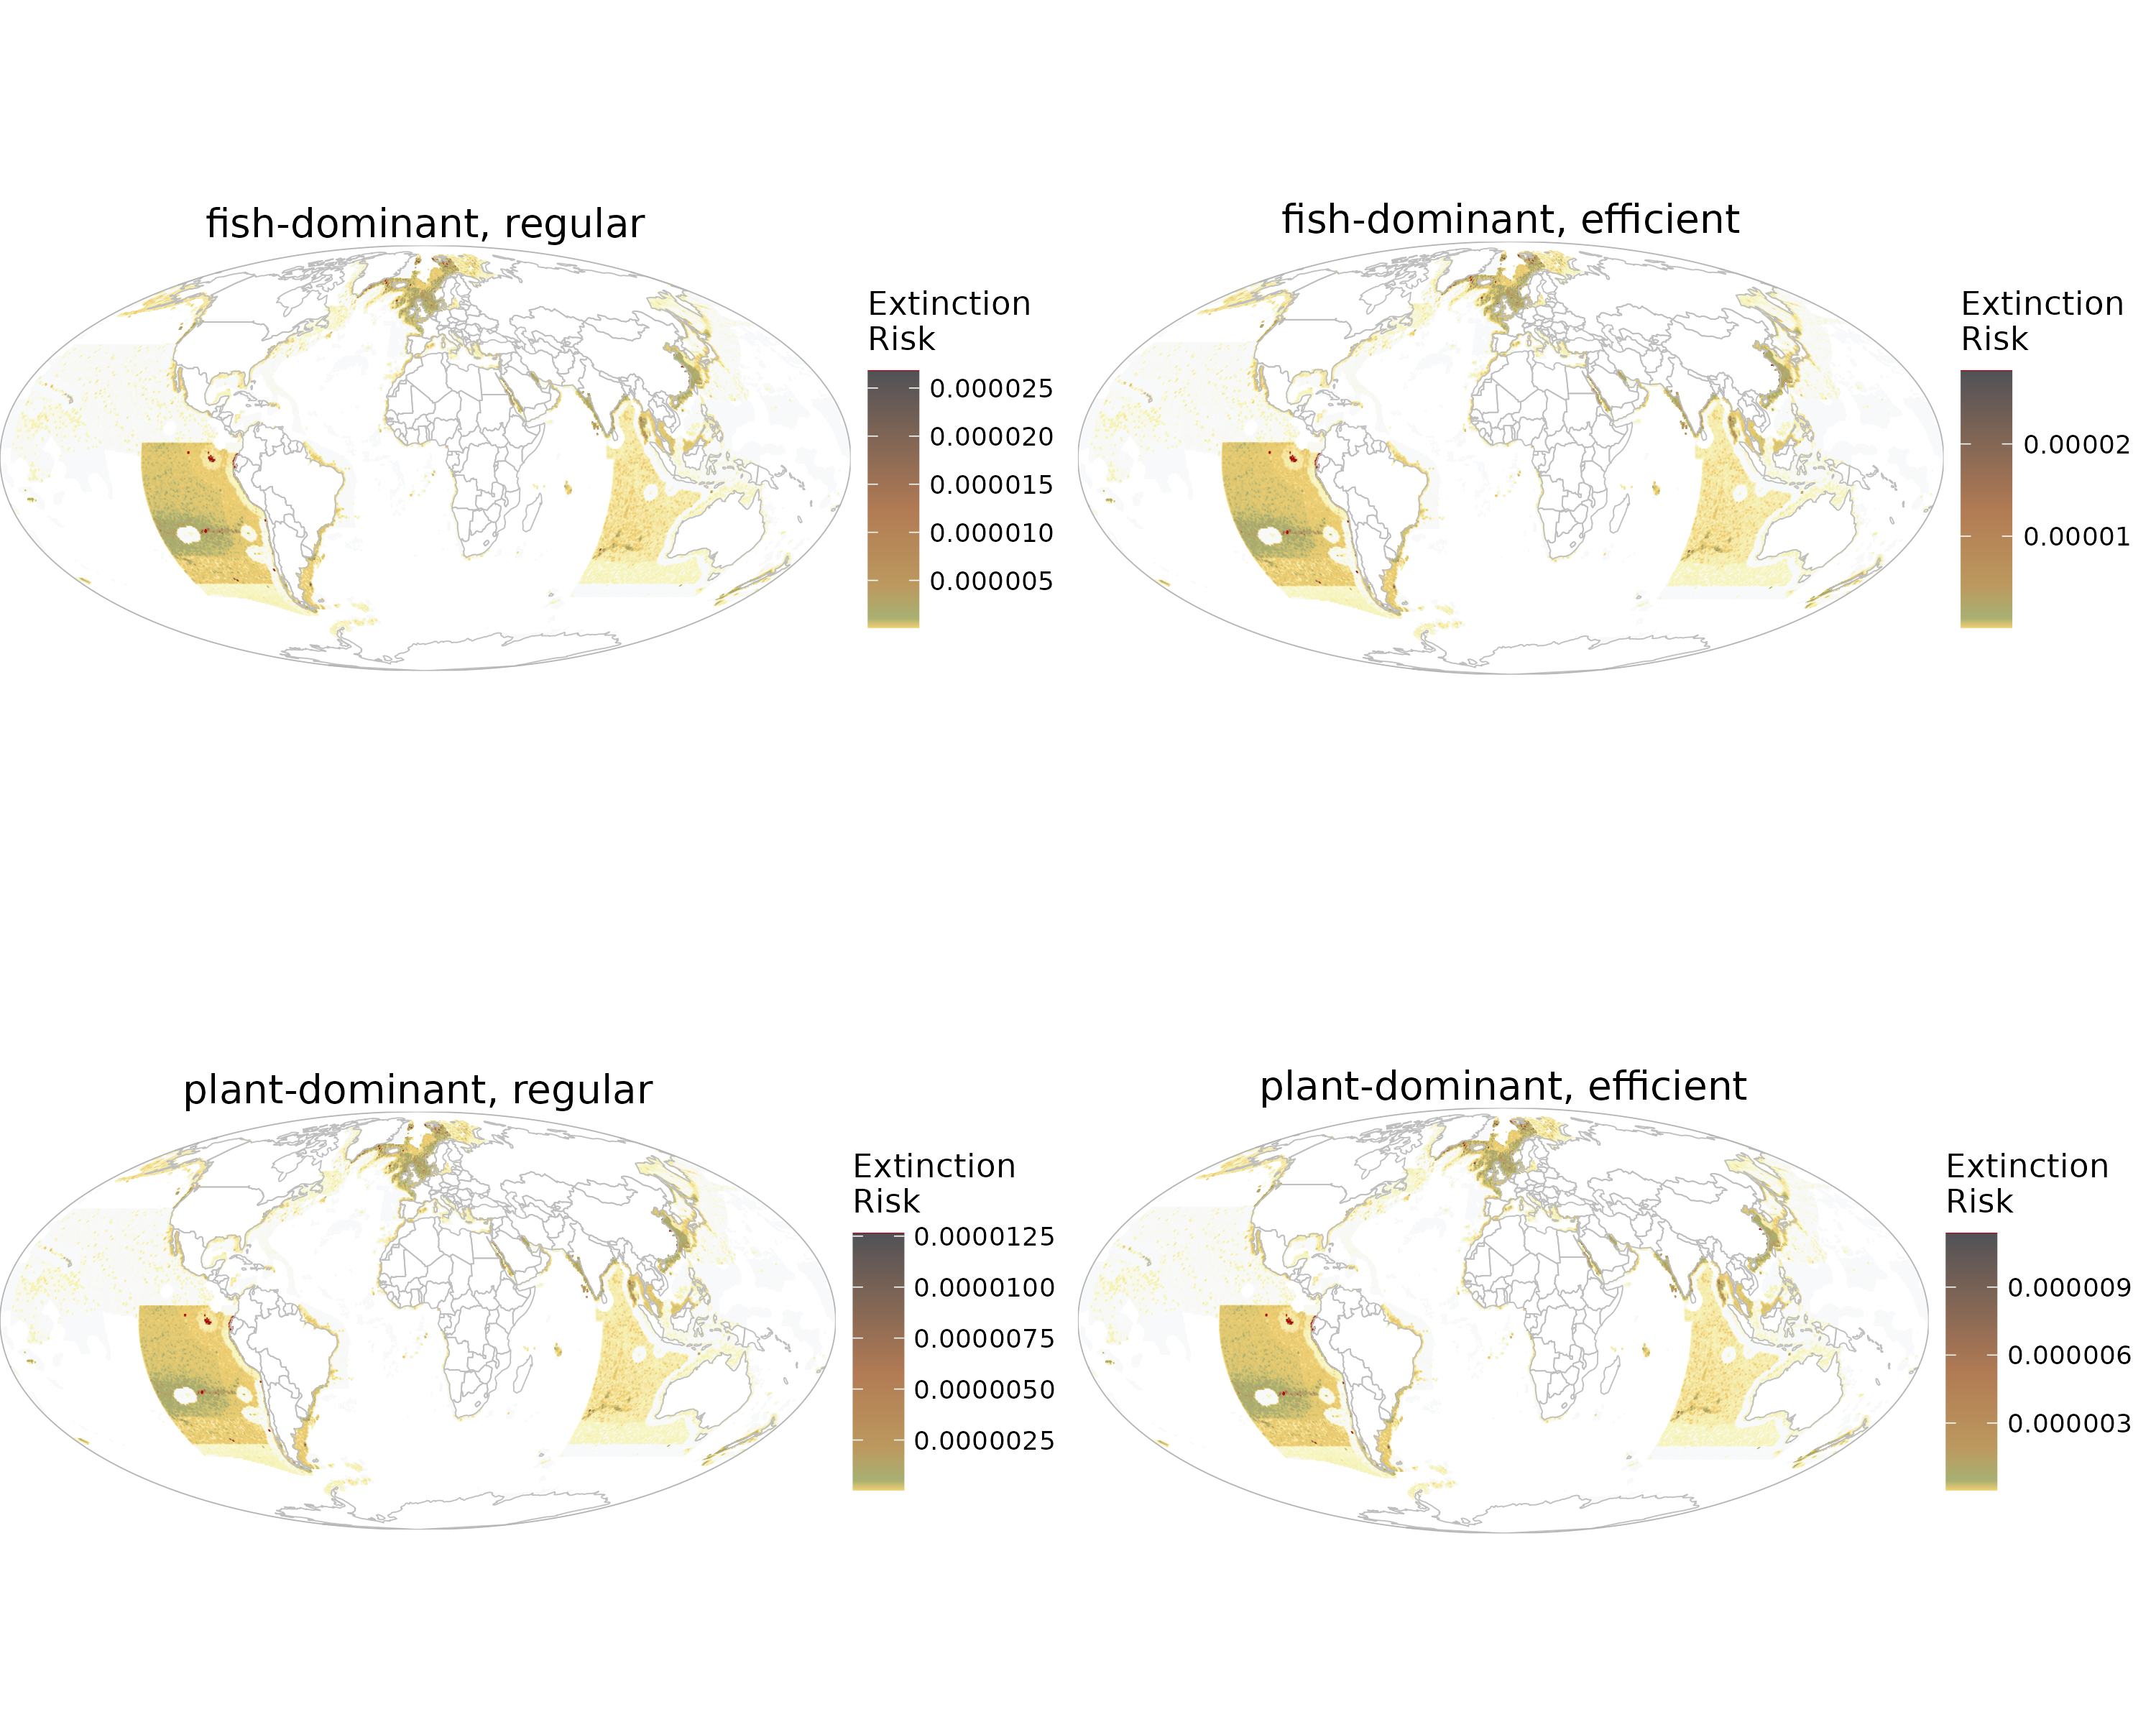 fish-dominant, regular
Extinction
Risk
0.000025
0.000020
0.000015
0.000010
0.000005
fish-dominant, efficient
Extinction
Risk
0.00002
0.00001
plant-dominant, regular
Extinction
Risk
0.0000125
0.0000100
0.0000075
0.0000050
0.0000025
plant-dominant, efficient
Extinction
Risk
0.000009
0.000006
0.000003